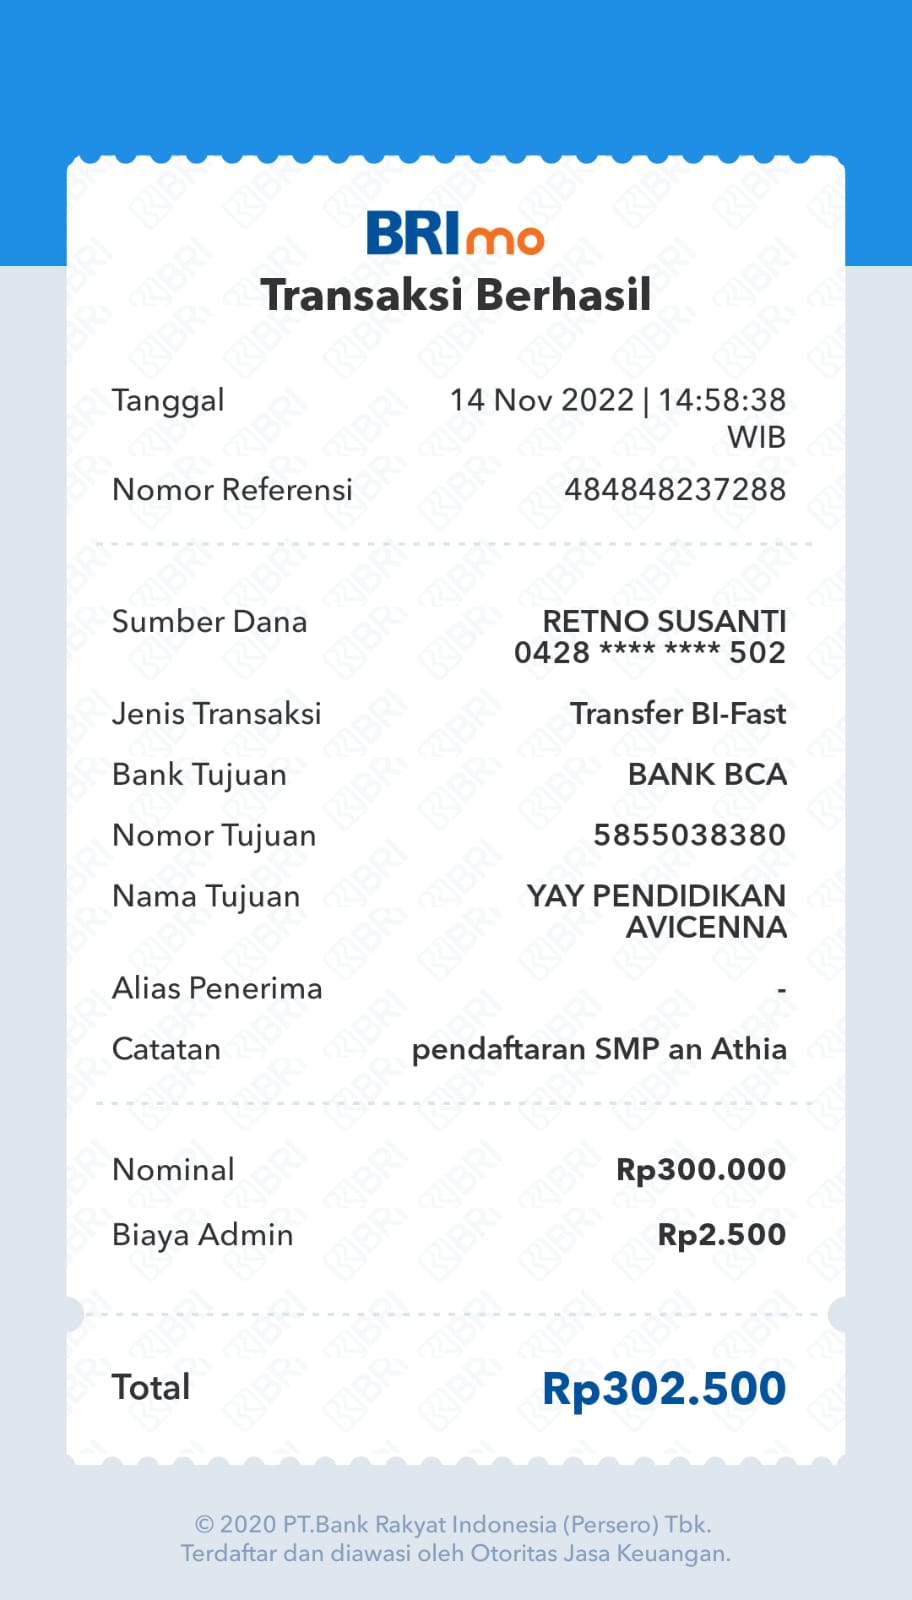 BRImo
Transaksi Berhasil
Tanggal 14 Nov 2022 | 14:58:38
WIB
Nomor Referensi 484848237288
Sumber Dana RETNO SUSANTI
0428 **** **** 502
Jenis Transaksi Transfer BI-Fast
Bank Tujuan BANK BCA
Nomor Tujuan 5855038380
Nama Tujuan YAY PENDIDIKAN
AVICENNA
Alias Penerima -
Catatan pendaftaran SMP an Athia
Nominal Rp300.000
Biaya Admin Rp2.500
Total Rp302.500
© 2020 PT.Bank Rakyat Indonesia (Persero) Tbk.
Terdaftar dan diawasi oleh Otoritas Jasa Keuangan.